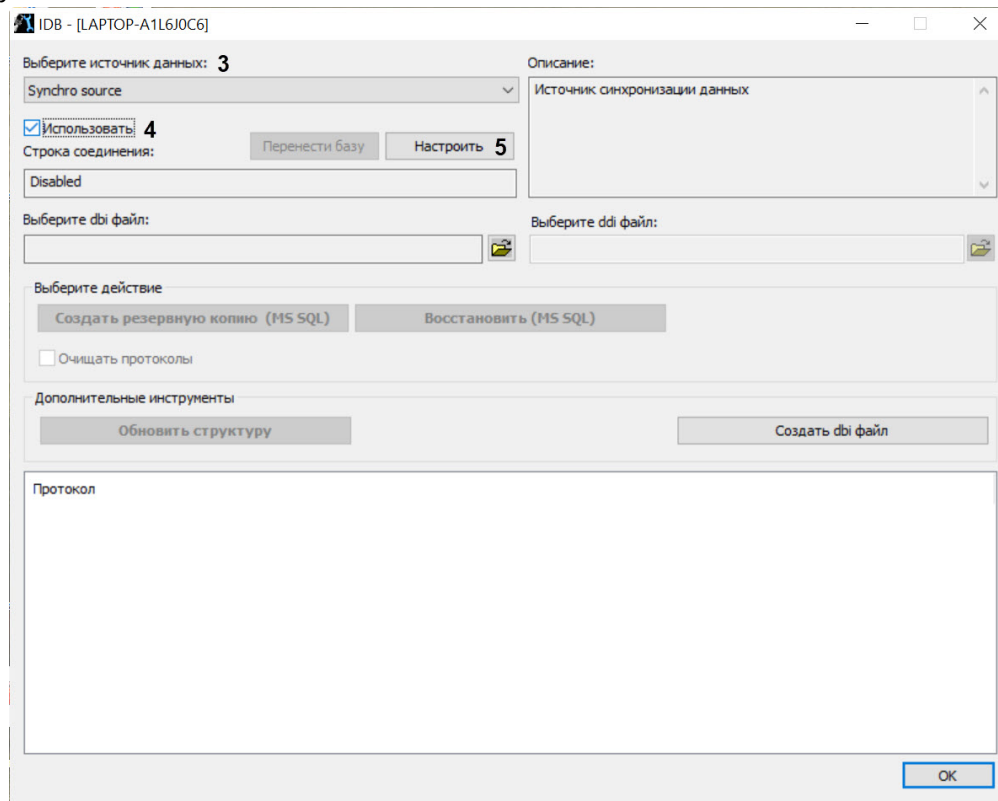 IDB - [LAPTOP-A1L6J0C6]
Выберите источник данных: 3
Описание:
Synchro source
Источник синхронизации данных
Использовать 4
Строка соединения:
Перенести базу
Настроить 5
Disabled
Выберите dbi файл:
Выберите ddi файл:
Выберите действие
Создать резервную копию (MS SQL)
Восстановить (MS SQL)
Очищать протоколы
Дополнительные инструменты
Обновить структуру
Создать dbi файл
Протокол
OK